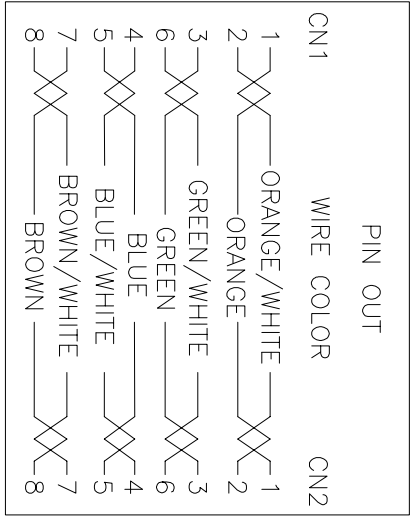 PIN OUT
CN1 WIRE COLOR CN2
1 ORANGE/WHITE 1
2 ORANGE 2
3 GREEN/WHITE 3
6 GREEN 6
4 BLUE 4
5 BLUE/WHITE 5
7 BROWN/WHITE 7
8 BROWN 8